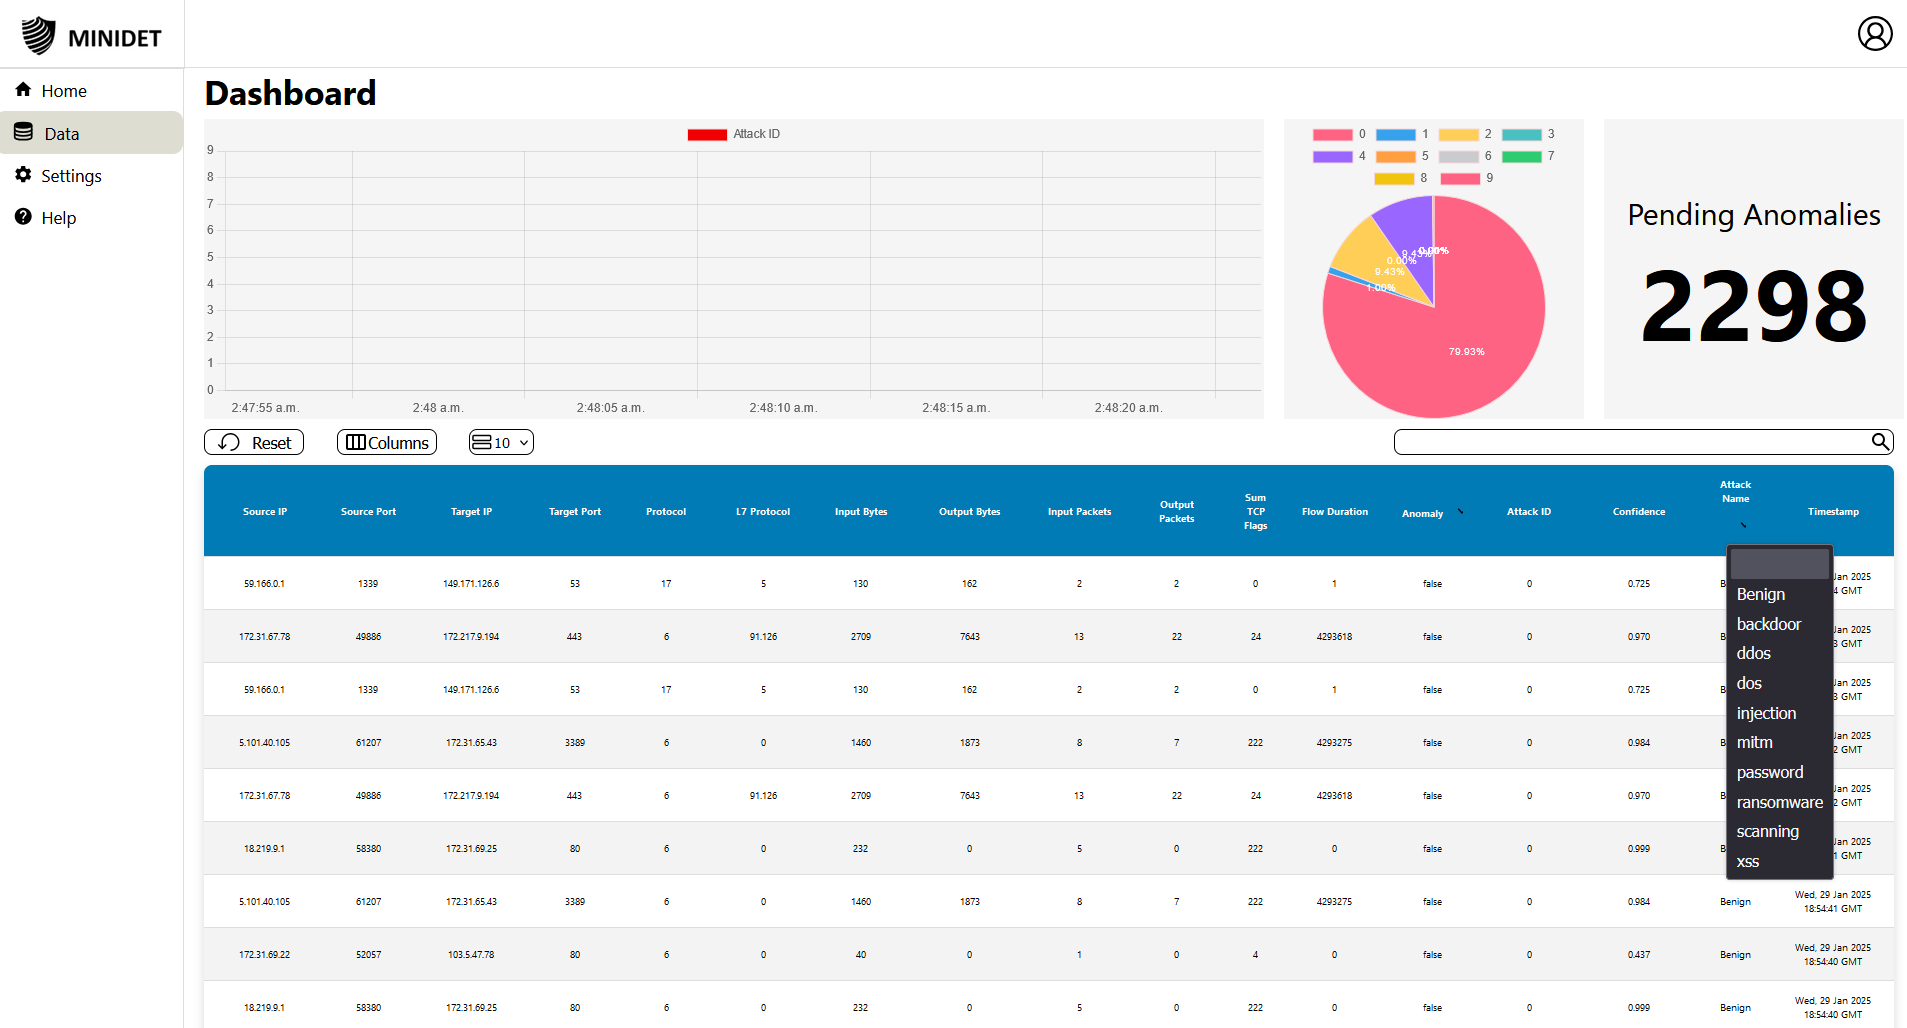 MINIDET
Home
Data
Settings
Help
Dashboard
Attack ID
9
8
7
6
5
4
3
2
1
0
2:47:55 a.m. 2:48 a.m. 2:48:05 a.m. 2:48:10 a.m. 2:48:15 a.m. 2:48:20 a.m.
0 1 2 3
4 5 6 7
8 9
9.43%
0.00%
9.43%
1.00%
79.93%
Pending Anomalies
2298
Reset Columns 10
Source IP Source Port Target IP Target Port Protocol L7 Protocol Input Bytes Output Bytes Input Packets Output Packets Sum TCP Flags Flow Duration Anomaly Attack ID Confidence Attack Name Timestamp
59.166.0.1 1339 149.171.126.6 53 17 5 130 162 2 2 0 1 false 0 0.725 Jan 2025
4 GMT
172.31.67.78 49886 172.217.9.194 443 6 91.126 2709 7643 13 22 24 4293618 false 0 0.970 Jan 2025
3 GMT
59.166.0.1 1339 149.171.126.6 53 17 5 130 162 2 2 0 1 false 0 0.725 Jan 2025
3 GMT
5.101.40.105 61207 172.31.65.43 3389 6 0 1460 1873 8 7 222 4293275 false 0 0.984 Jan 2025
2 GMT
172.31.67.78 49886 172.217.9.194 443 6 91.126 2709 7643 13 22 24 4293618 false 0 0.970 Jan 2025
2 GMT
18.219.9.1 58380 172.31.69.25 80 6 0 232 0 5 0 222 0 false 0 0.999 Jan 2025
1 GMT
5.101.40.105 61207 172.31.65.43 3389 6 0 1460 1873 8 7 222 4293275 false 0 0.984 Benign Wed, 29 Jan 2025
18:54:41 GMT
172.31.69.22 52057 103.5.47.78 80 6 0 40 0 1 0 4 0 false 0 0.437 Benign Wed, 29 Jan 2025
18:54:40 GMT
18.219.9.1 58380 172.31.69.25 80 6 0 232 0 5 0 222 0 false 0 0.999 Benign Wed, 29 Jan 2025
18:54:40 GMT
Benign
backdoor
ddos
dos
injection
mitm
password
ransomware
scanning
xss